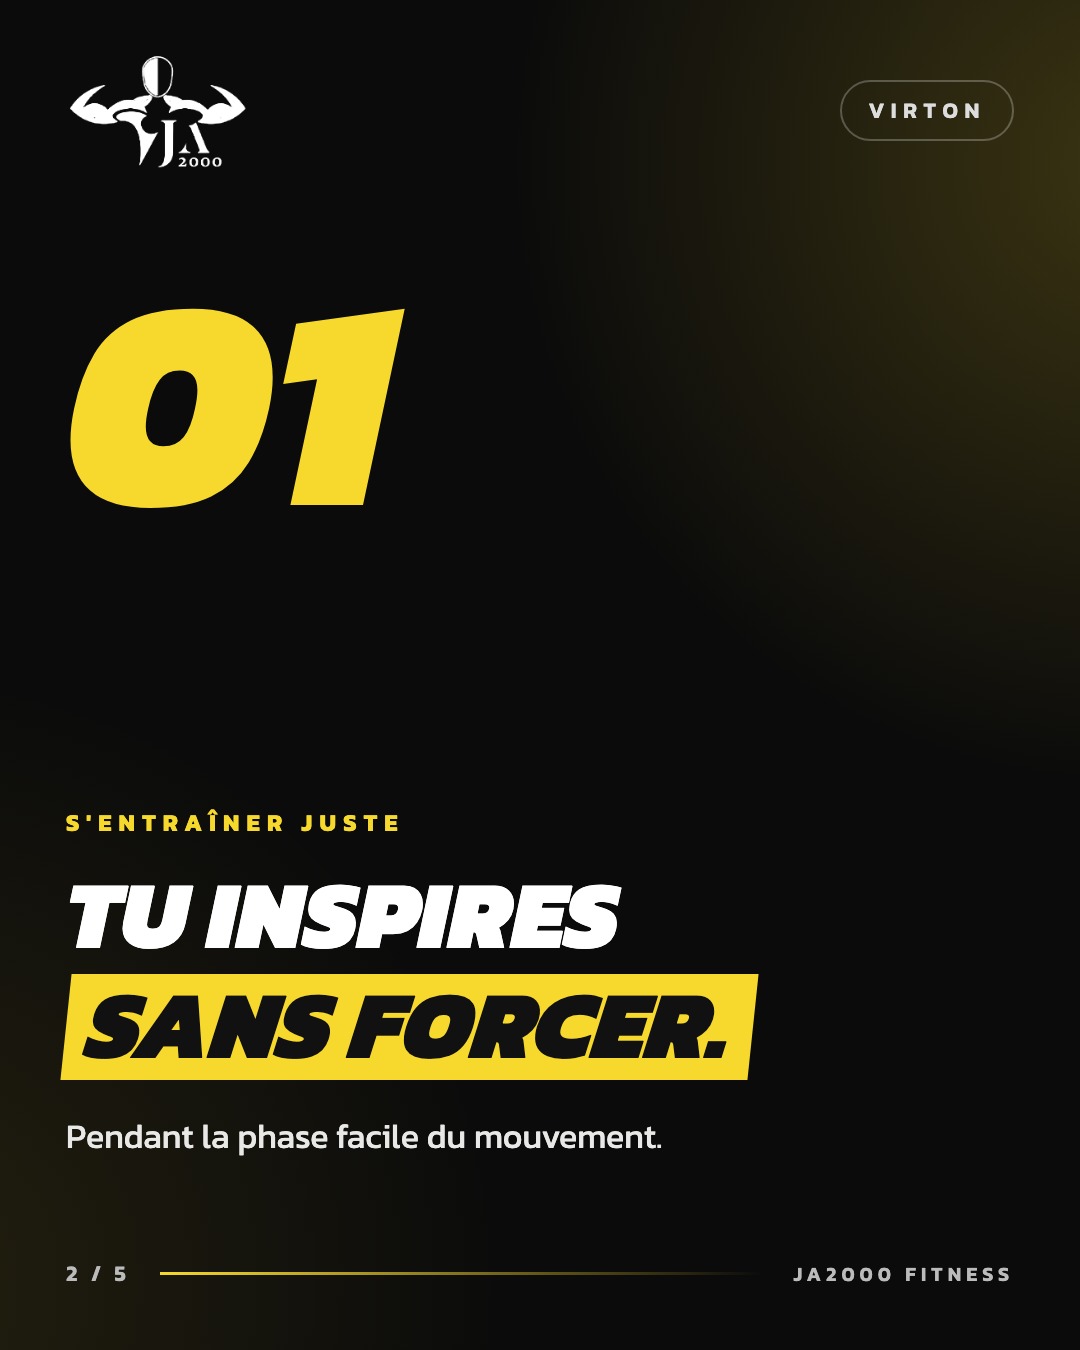 JA
2000
VIRTON
01
S'ENTRAÎNER JUSTE
TU INSPIRES
SANS FORCER.
Pendant la phase facile du mouvement.
2 / 5
JA2000 FITNESS